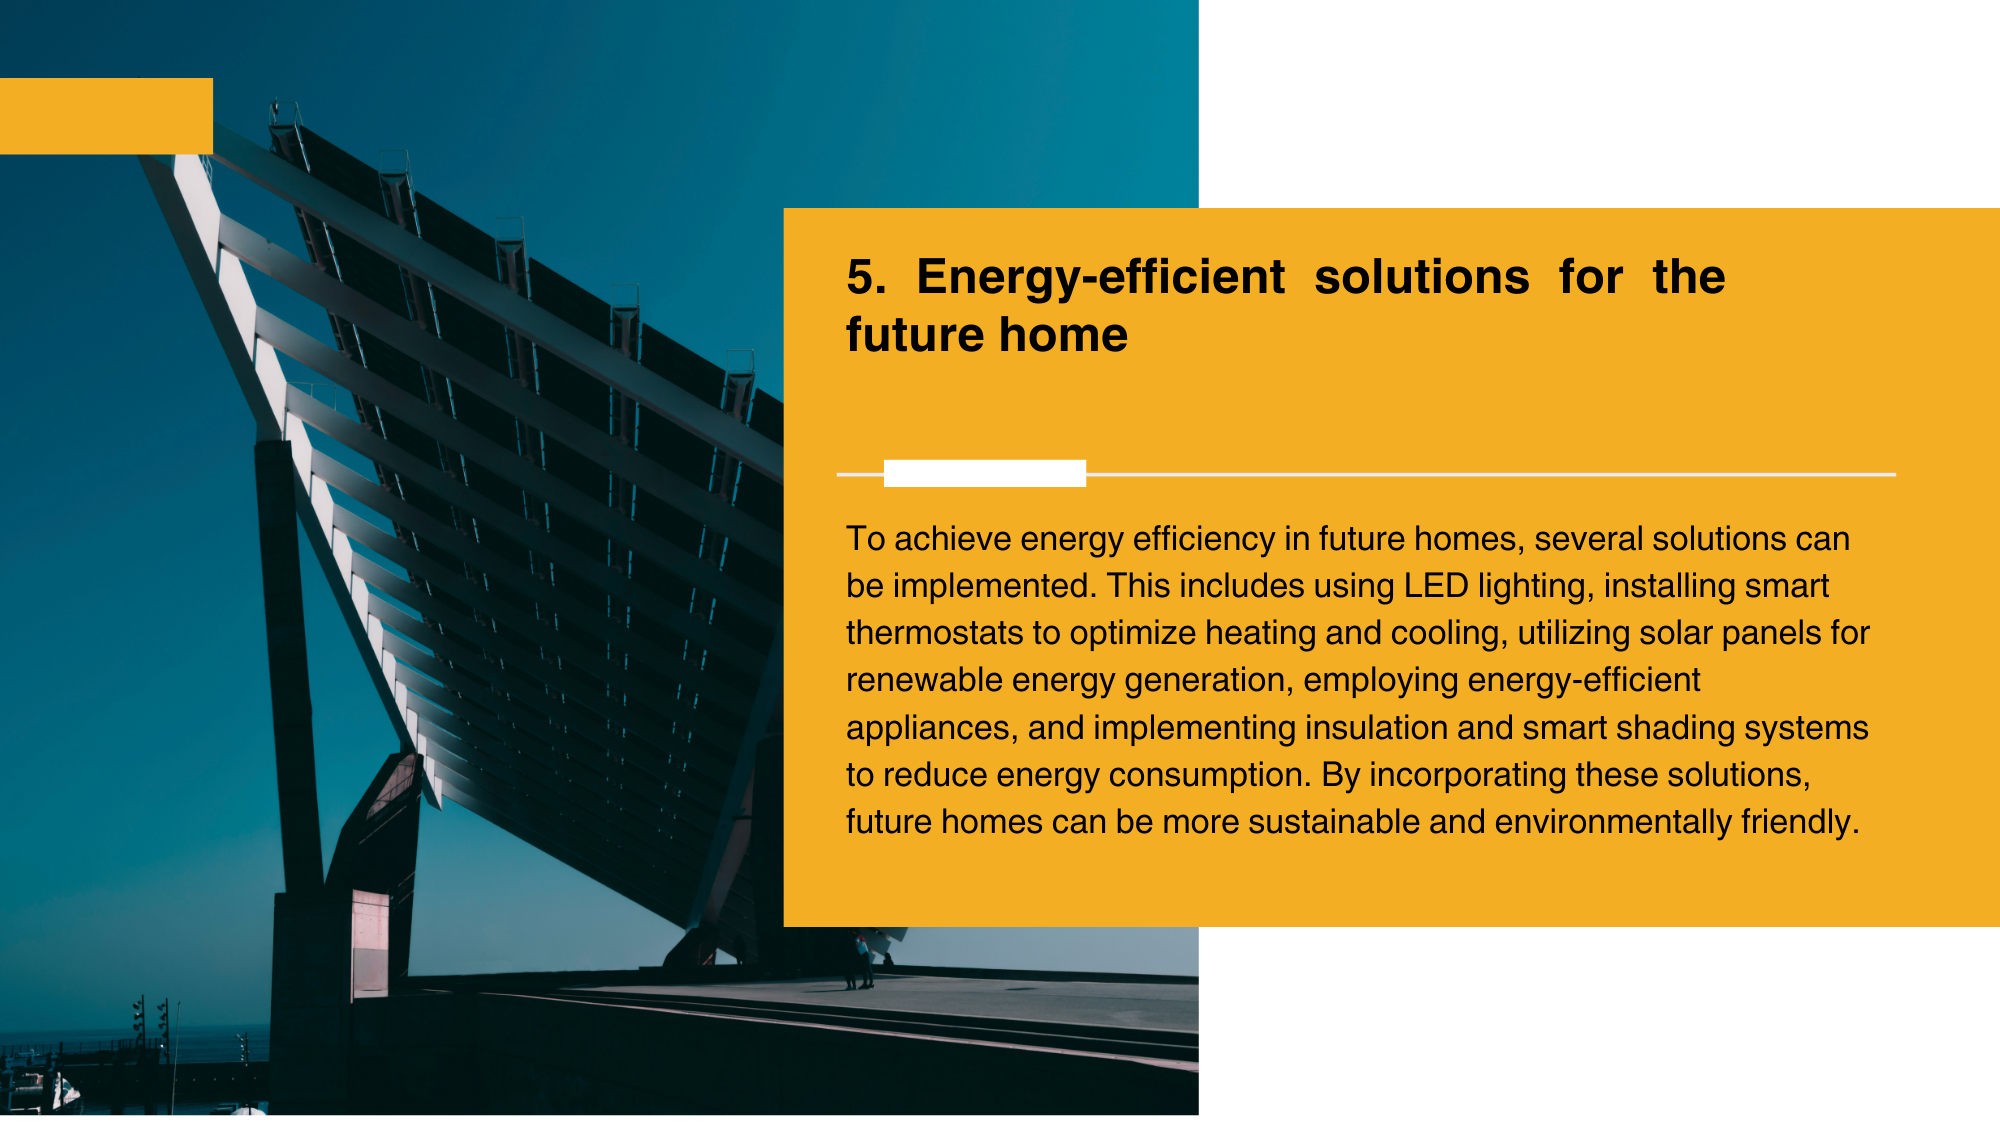 5. Energy-efficient solutions for the
future home
To achieve energy efficiency in future homes, several solutions can
be implemented. This includes using LED lighting, installing smart
thermostats to optimize heating and cooling, utilizing solar panels for
renewable energy generation, employing energy-efficient
appliances, and implementing insulation and smart shading systems
to reduce energy consumption. By incorporating these solutions,
future homes can be more sustainable and environmentally friendly.